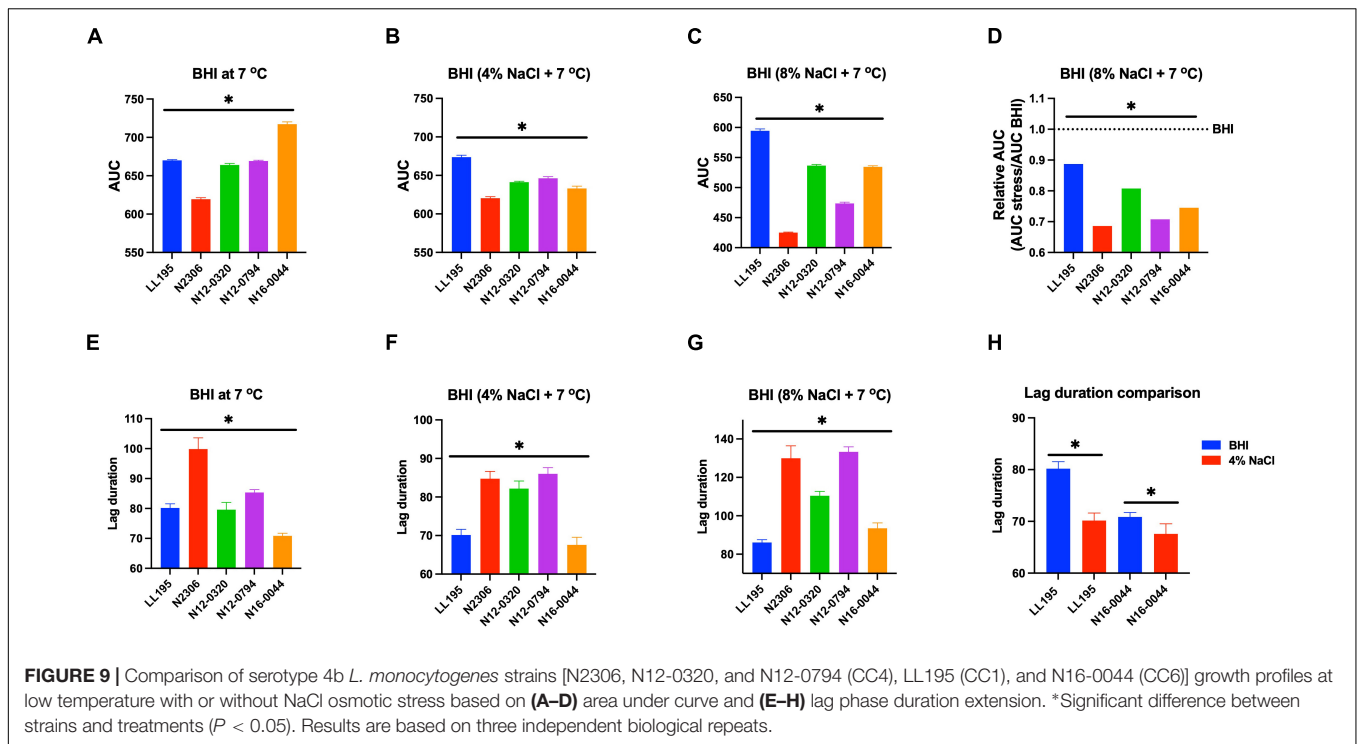 A
BHI at 7 °C
*
AUC
750
700
650
600
550
LL195
N2306
N12-0320
N12-0794
N16-0044
B
BHI (4% NaCl + 7 °C)
*
AUC
750
700
650
600
550
LL195
N2306
N12-0320
N12-0794
N16-0044
C
BHI (8% NaCl + 7 °C)
*
AUC
650
600
550
500
450
400
LL195
N2306
N12-0320
N12-0794
N16-0044
D
BHI (8% NaCl + 7 °C)
*
Relative AUC
(AUC stress/AUC BHI)
1.1
1.0
0.9
0.8
0.7
0.6
BHI
LL195
N2306
N12-0320
N12-0794
N16-0044
E
BHI at 7 °C
*
Lag duration
110
100
90
80
70
60
LL195
N2306
N12-0320
N12-0794
N16-0044
F
BHI (4% NaCl + 7 °C)
*
Lag duration
100
90
80
70
60
LL195
N2306
N12-0320
N12-0794
N16-0044
G
BHI (8% NaCl + 7 °C)
*
Lag duration
140
120
100
80
LL195
N2306
N12-0320
N12-0794
N16-0044
H
Lag duration comparison
*
*
Lag duration
90
80
70
60
LL195
LL195
N16-0044
N16-0044
BHI
4% NaCl
FIGURE 9 | Comparison of serotype 4b L. monocytogenes strains [N2306, N12-0320, and N12-0794 (CC4), LL195 (CC1), and N16-0044 (CC6)] growth profiles at
low temperature with or without NaCl osmotic stress based on (A–D) area under curve and (E–H) lag phase duration extension. *Significant difference between
strains and treatments (P < 0.05). Results are based on three independent biological repeats.